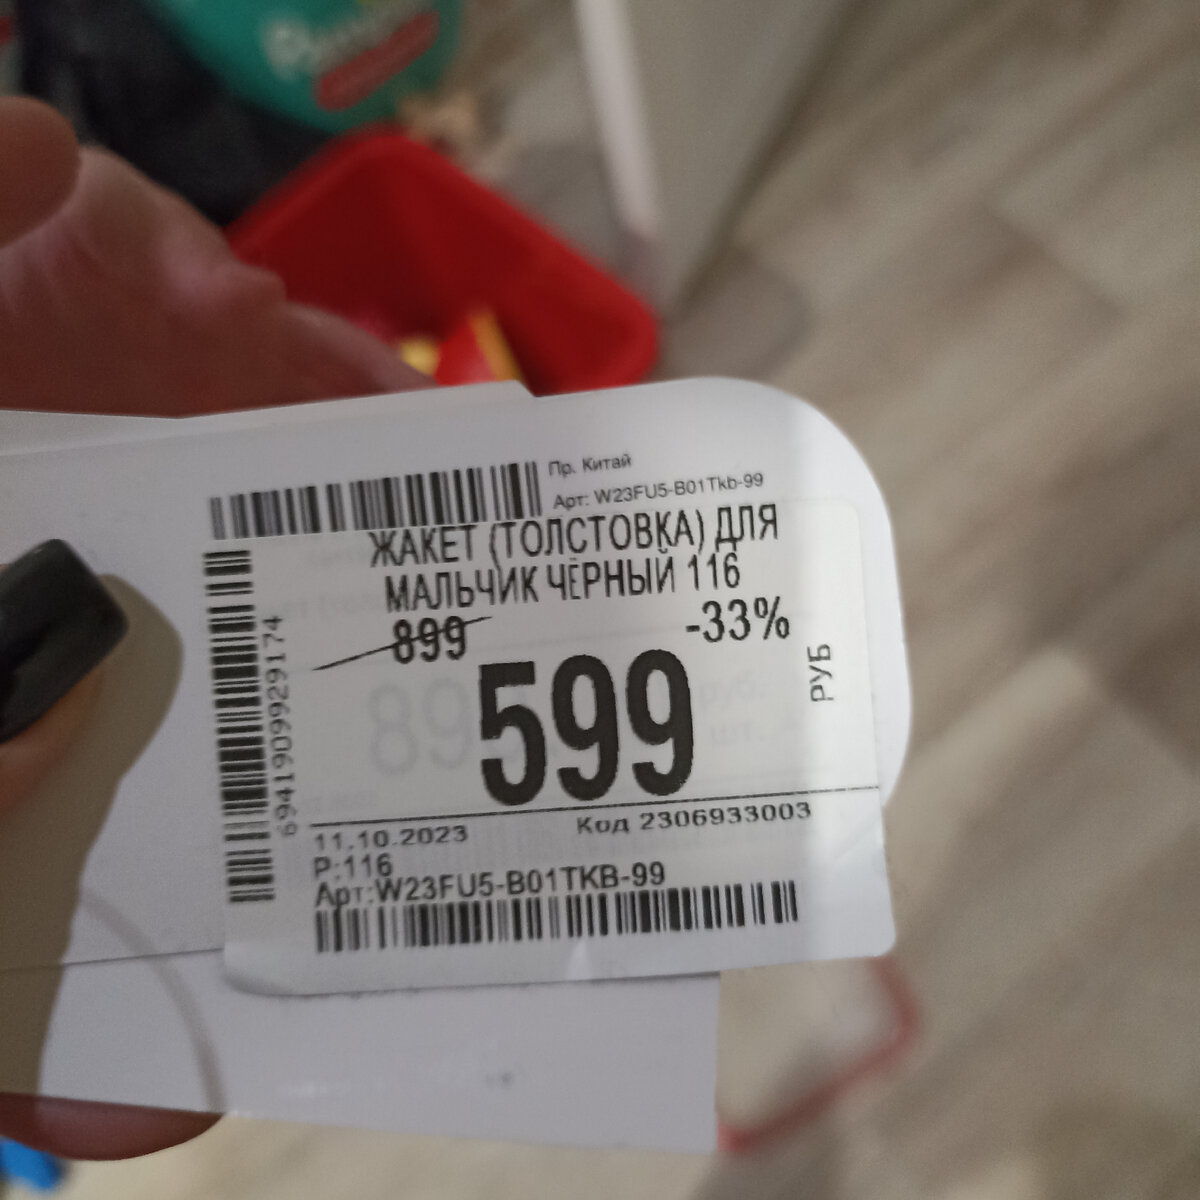 Пр. Китай
Арт: W23FU5-B01Tkb-99
ЖАКЕТ (ТОЛСТОВКА) ДЛЯ
МАЛЬЧИК ЧЁРНЫЙ 116
899
-33%
599
РУБ
6941909929174
11.10.2023
Код 2306933003
Р:116
Арт:W23FU5-B01TKB-99